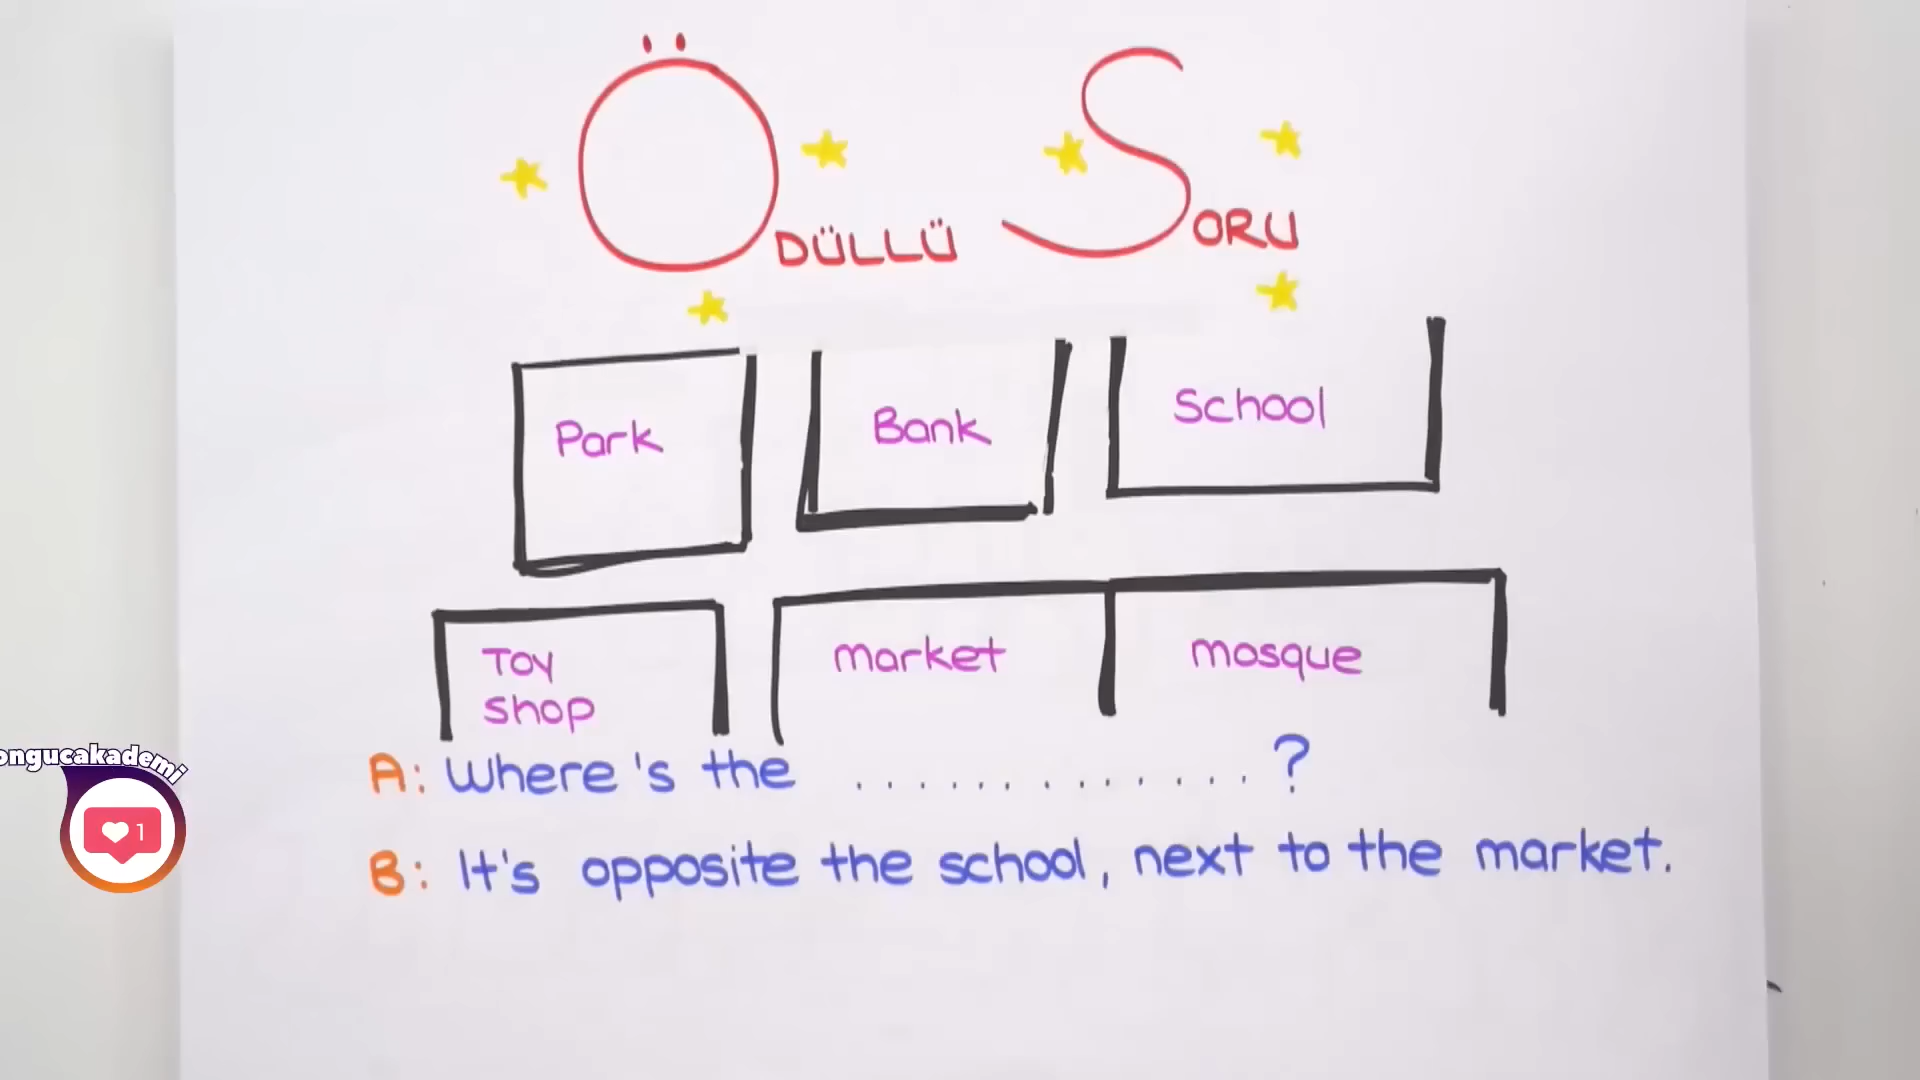 ÖDÜLLÜ SORU
Park
Bank
School
Toy
shop
market
mosque
A: Where's the .............?
B: It's opposite the school, next to the market.
ongucakademi
1